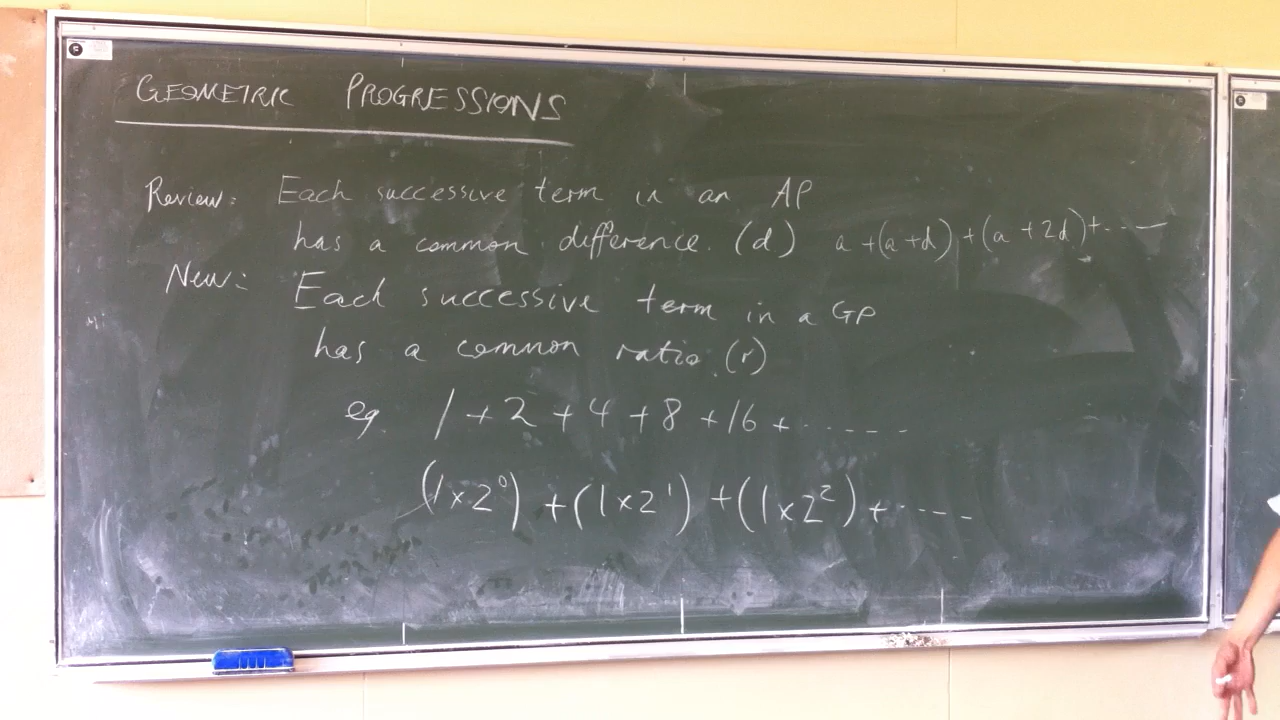 GEOMETRIC PROGRESSIONS
Review: Each successive term in an AP
has a common difference. (d) a +(a+d)+(a+2d)+.....
New: Each successive term in a GP
has a common ratio.(r)
eg. 1+2+4+8+16+......
(1×2⁰)+(1×2¹)+(1×2²)+.....